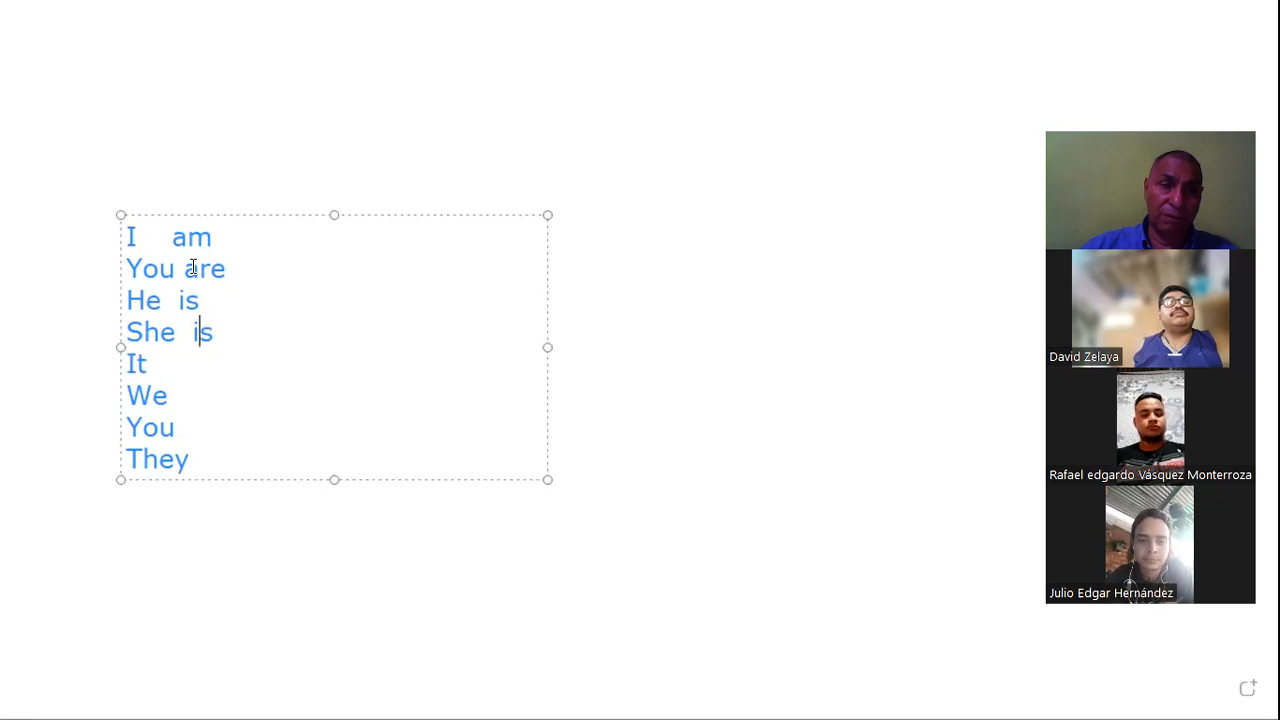 I am
You are
He is
She is
It
We
You
They
David Zelaya
Rafael edgardo Vásquez Monterroza
Julio Edgar Hernández